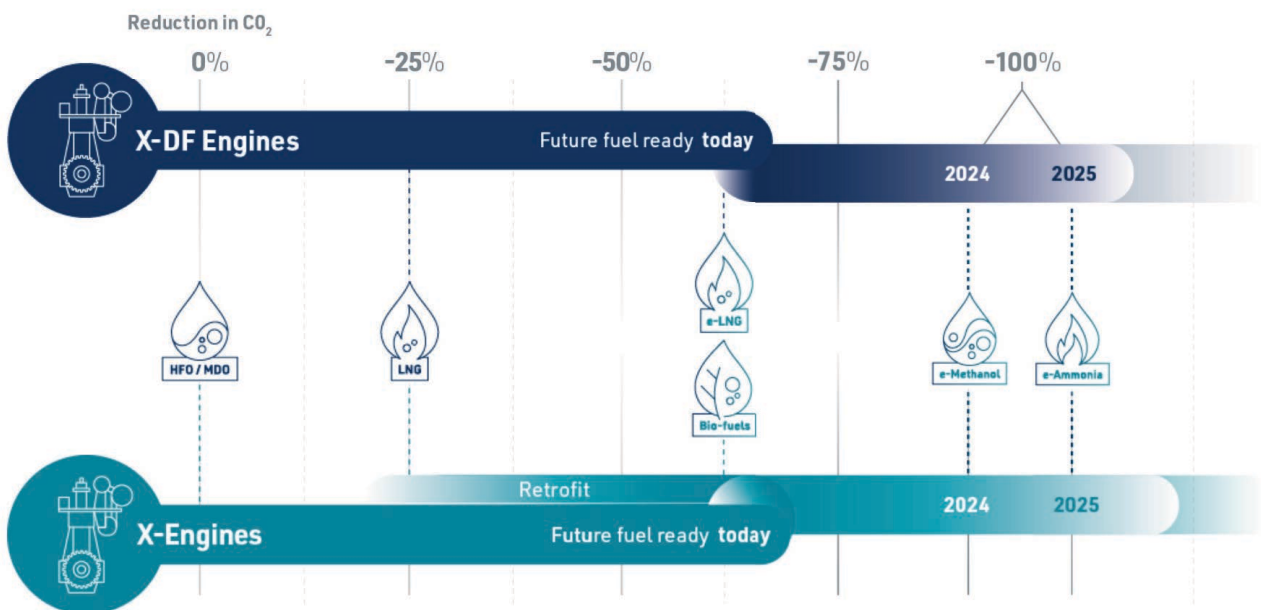 Reduction in CO₂
0%
-25%
-50%
-75%
-100%
X-DF Engines
Future fuel ready today
2024
2025
e-LNG
HFO / MDO
LNG
e-Methanol
e-Ammonia
Bio-fuels
Retrofit
2024
2025
X-Engines
Future fuel ready today